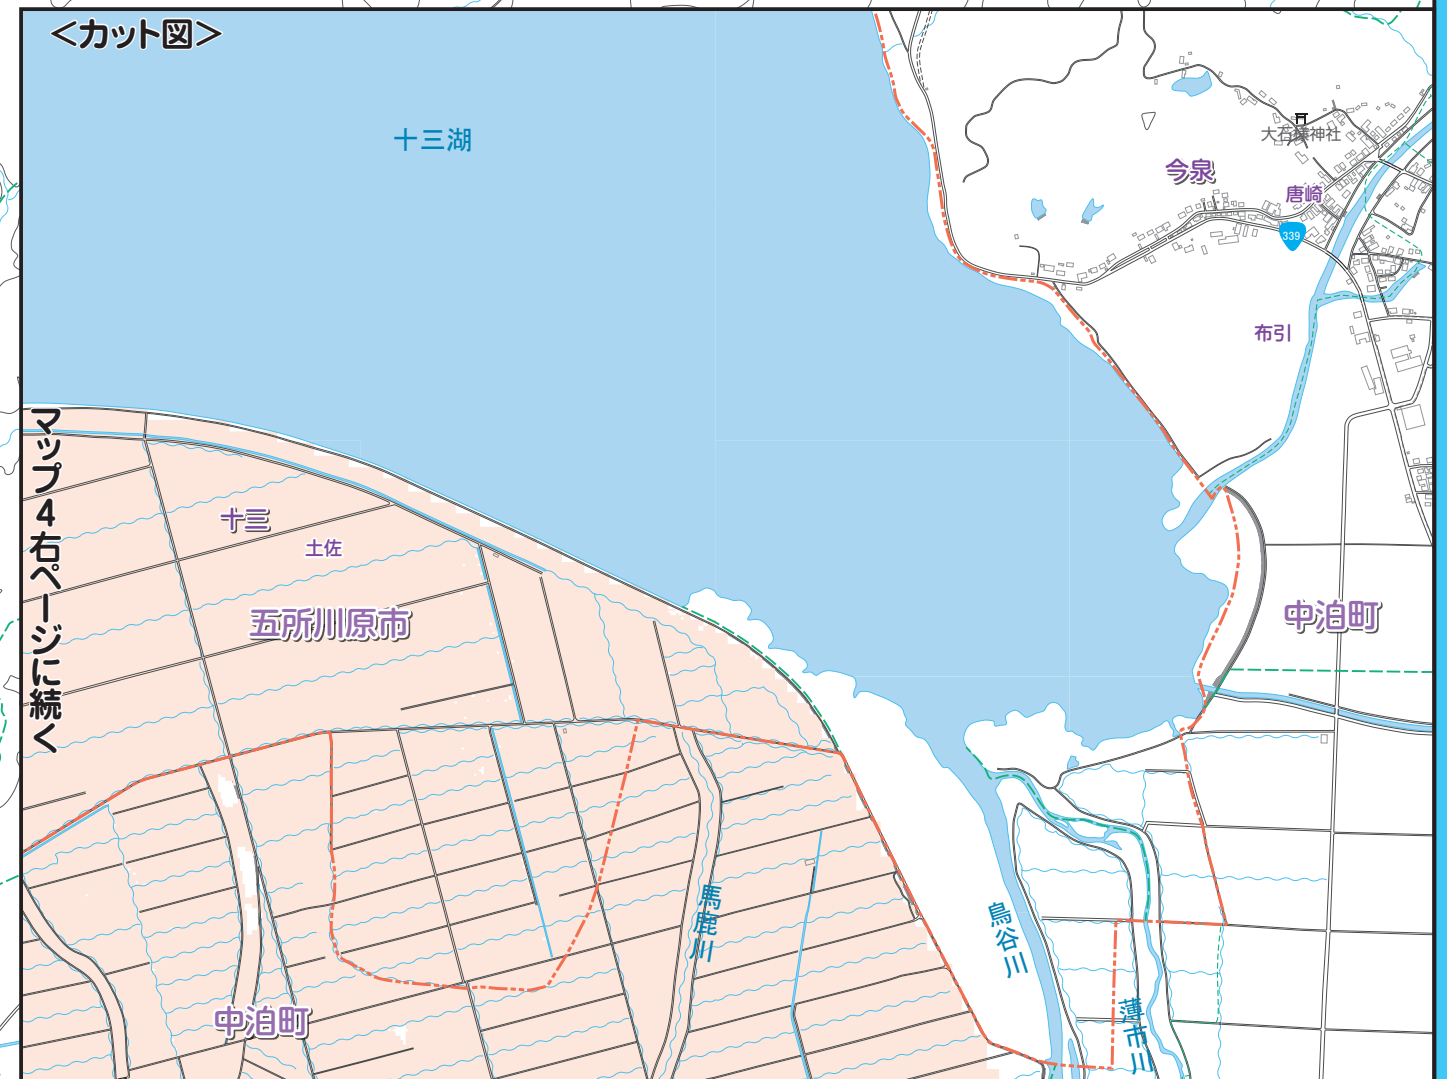 ＜カット図＞
十三湖
大石神社
今泉
唐崎
339
布引
マップ4右ページに続く
十三
土佐
五所川原市
中泊町
馬鹿川
鳥谷川
薄市川
中泊町